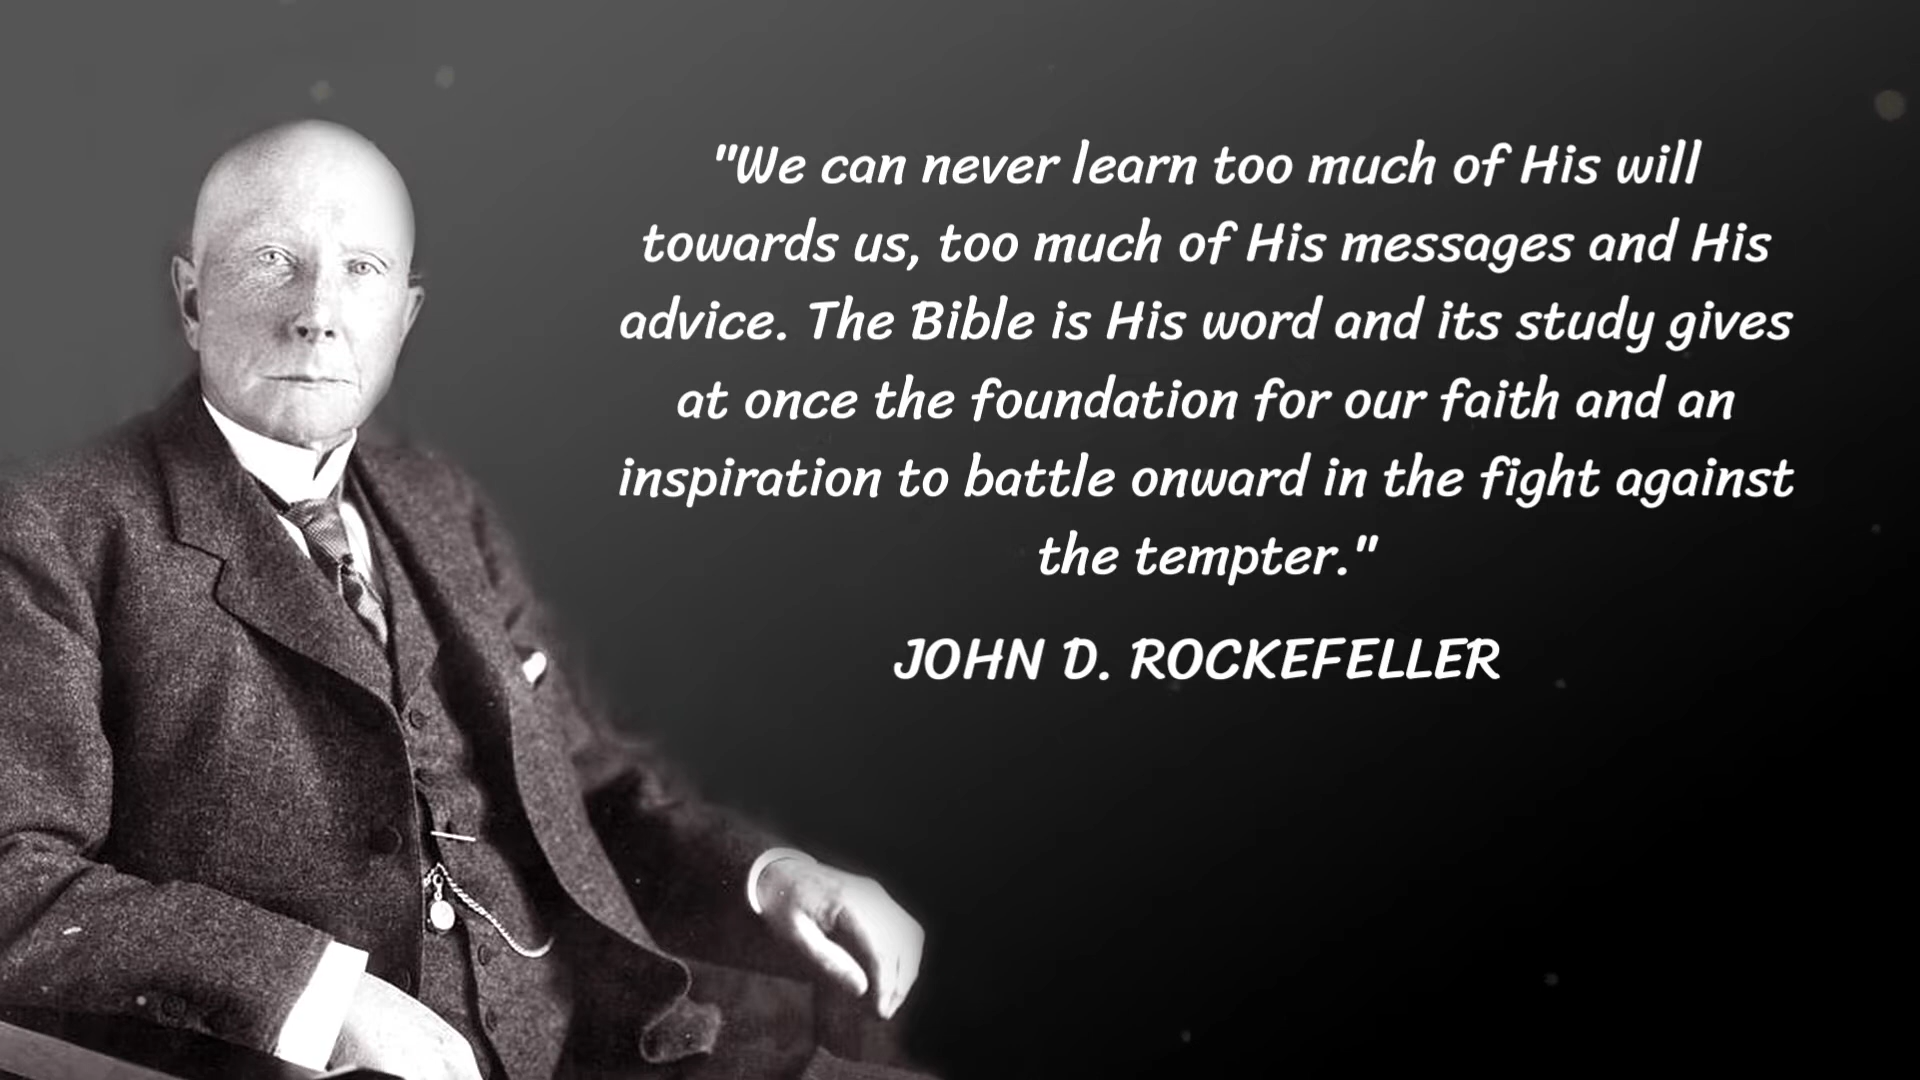 "We can never learn too much of His will
towards us, too much of His messages and His
advice. The Bible is His word and its study gives
at once the foundation for our faith and an
inspiration to battle onward in the fight against
the tempter."
JOHN D. ROCKEFELLER